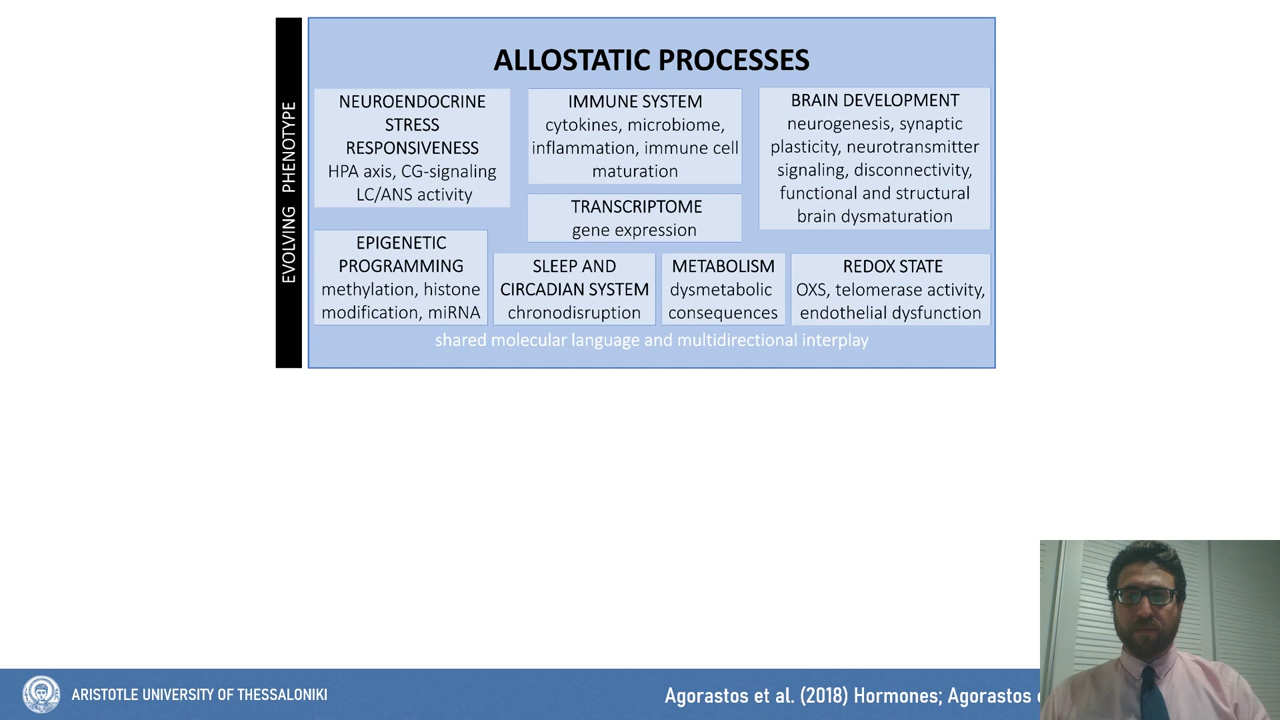 EVOLVING PHENOTYPE
ALLOSTATIC PROCESSES
NEUROENDOCRINE
STRESS
RESPONSIVENESS
HPA axis, CG-signaling
LC/ANS activity
IMMUNE SYSTEM
cytokines, microbiome,
inflammation, immune cell
maturation
BRAIN DEVELOPMENT
neurogenesis, synaptic
plasticity, neurotransmitter
signaling, disconnectivity,
functional and structural
brain dysmaturation
TRANSCRIPTOME
gene expression
EPIGENETIC
PROGRAMMING
methylation, histone
modification, miRNA
SLEEP AND
CIRCADIAN SYSTEM
chronodisruption
METABOLISM
dysmetabolic
consequences
REDOX STATE
OXS, telomerase activity,
endothelial dysfunction
shared molecular language and multidirectional interplay
ARISTOTLE UNIVERSITY OF THESSALONIKI
Agorastos et al. (2018) Hormones; Agorastos